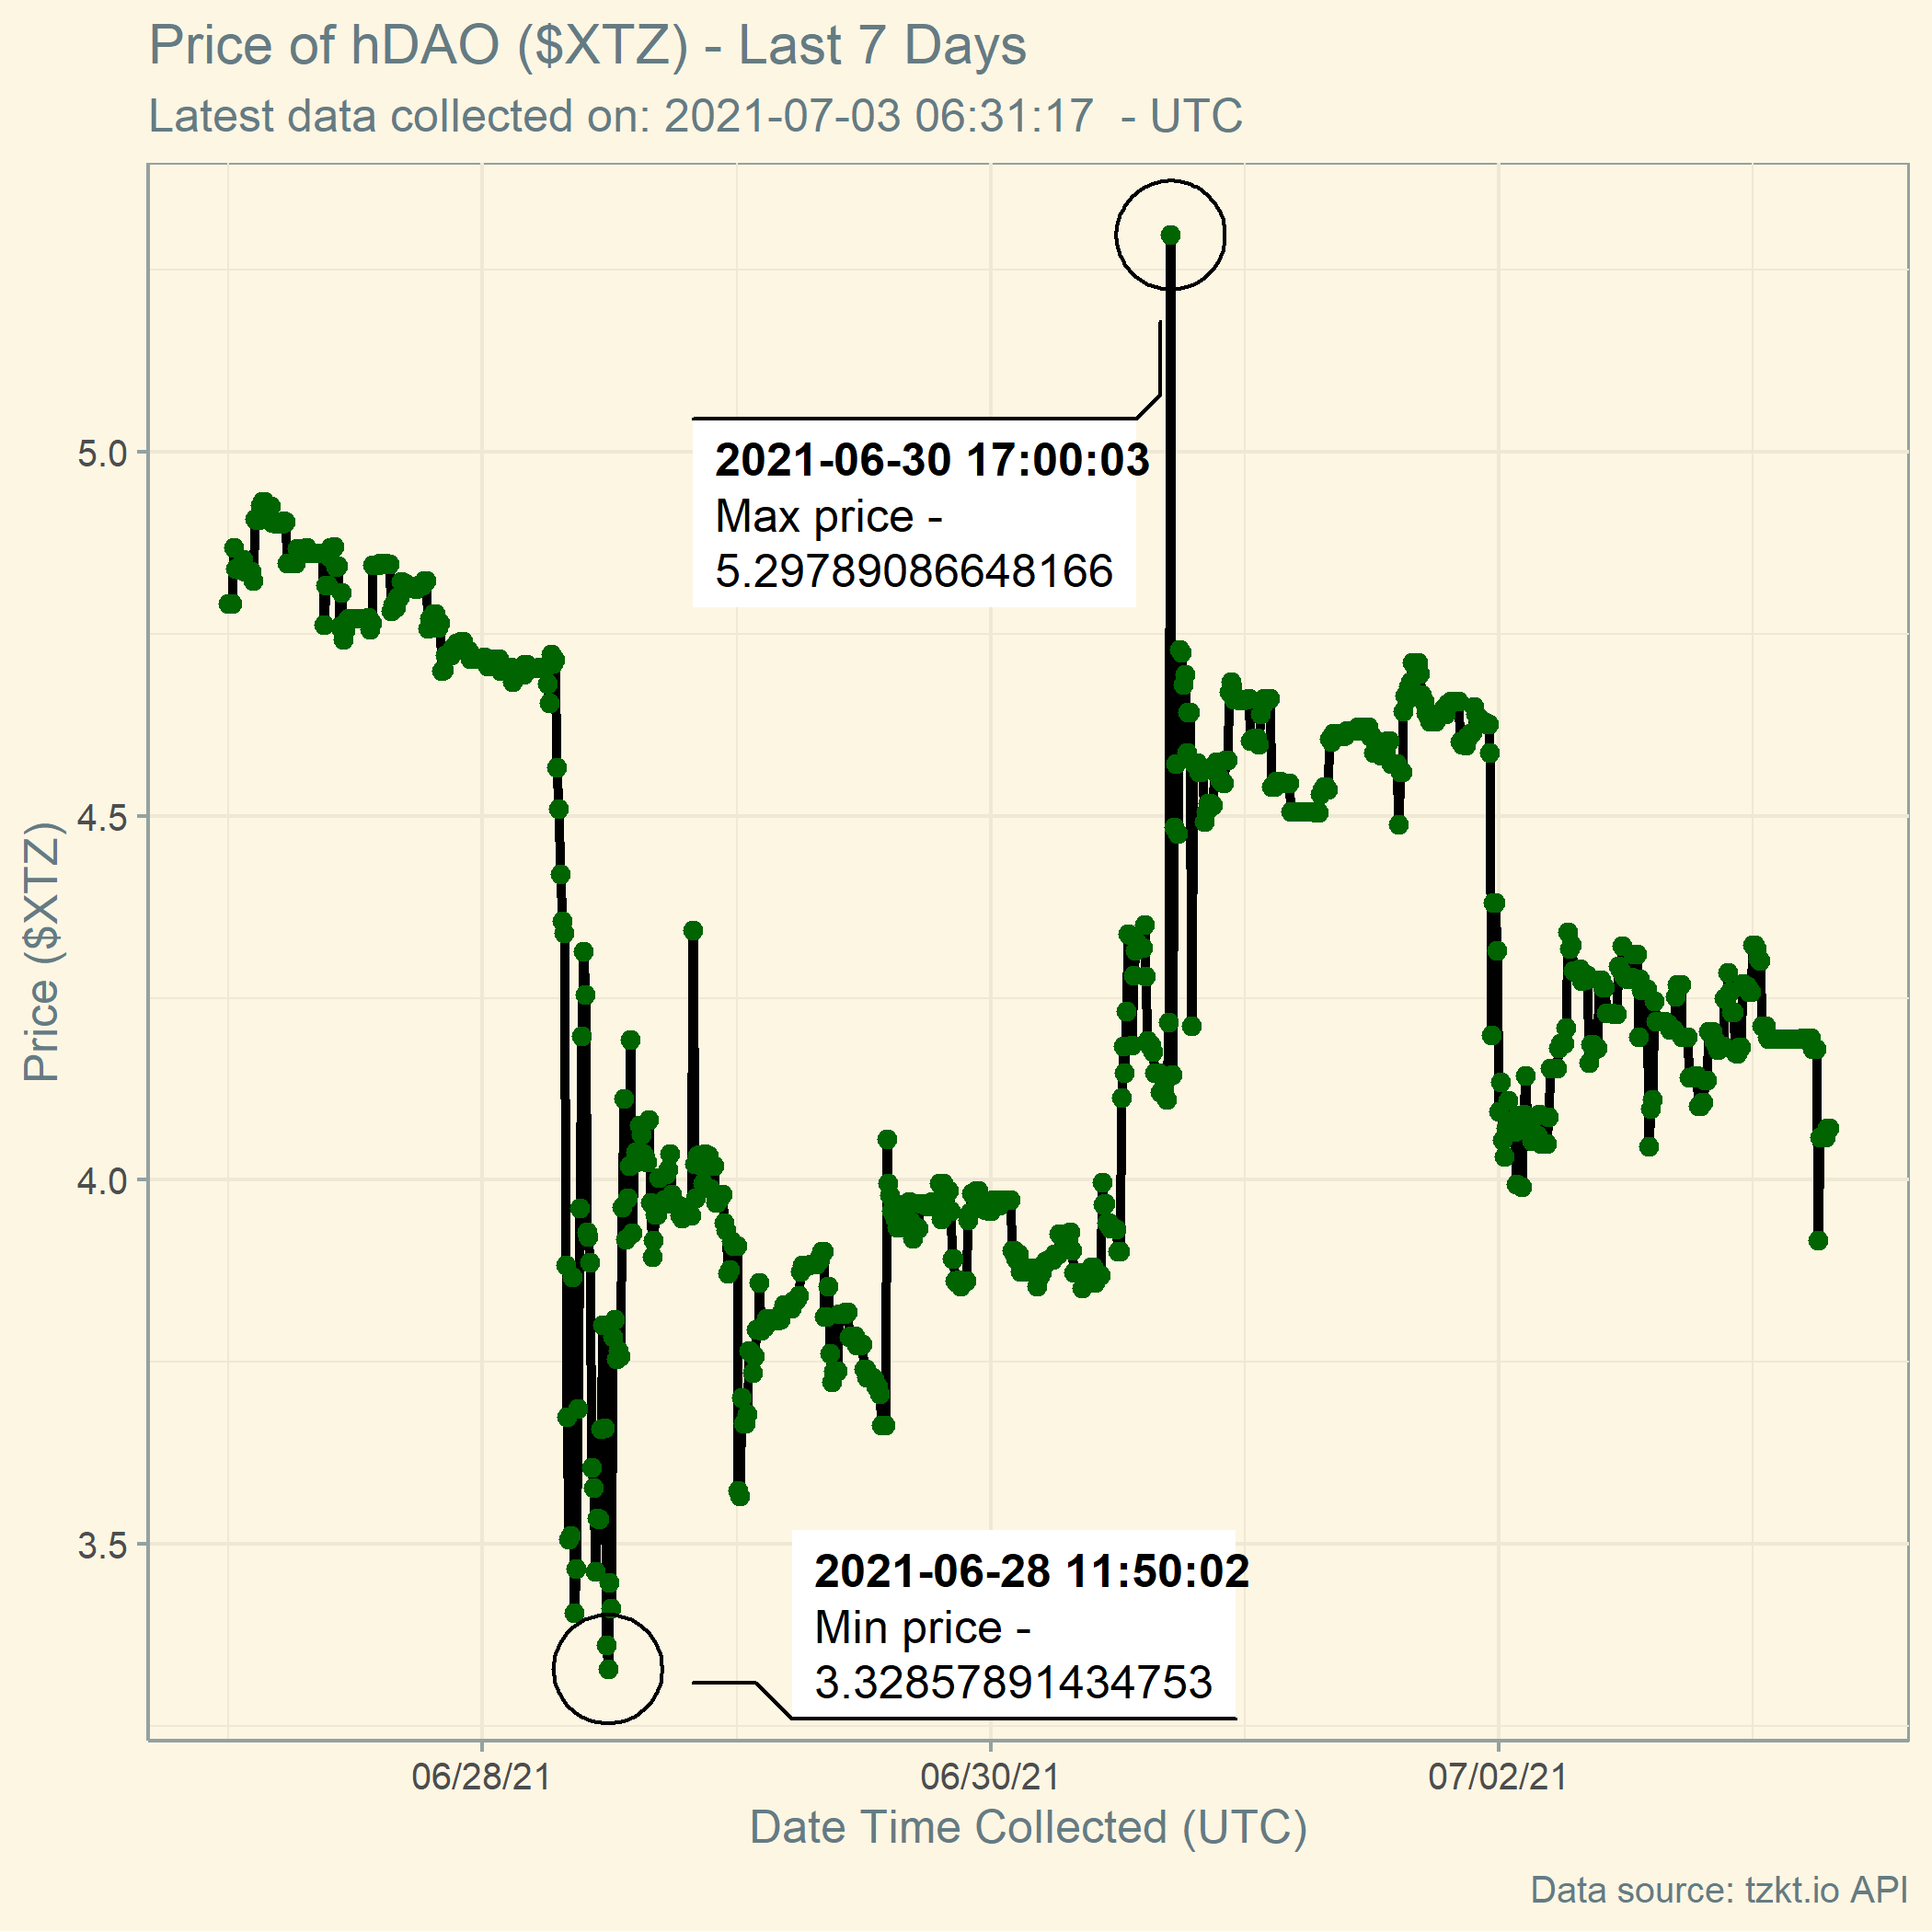 Price of hDAO ($XTZ) - Last 7 Days
Latest data collected on: 2021-07-03 06:31:17  - UTC
Price ($XTZ)
5.0
4.5
4.0
3.5
2021-06-30 17:00:03
Max price -
5.29789086648166
2021-06-28 11:50:02
Min price -
3.32857891434753
06/28/21
06/30/21
07/02/21
Date Time Collected (UTC)
Data source: tzkt.io API